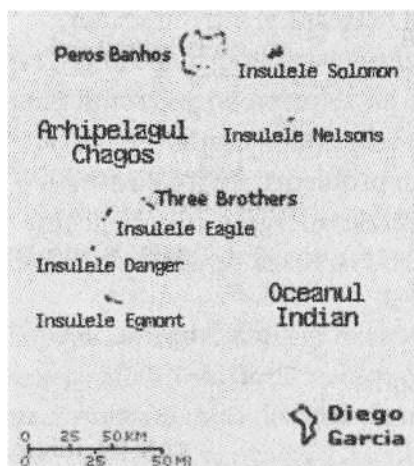 Peros Banhos
Insulele Solomon
Insulele Nelsons
Arhipelagul
Chagos
Three Brothers
Insulele Eagle
Insulele Danger
Insulele Egmont
Oceanul
Indian
Diego
Garcia
0 25 50 KM
0 25 50 MI